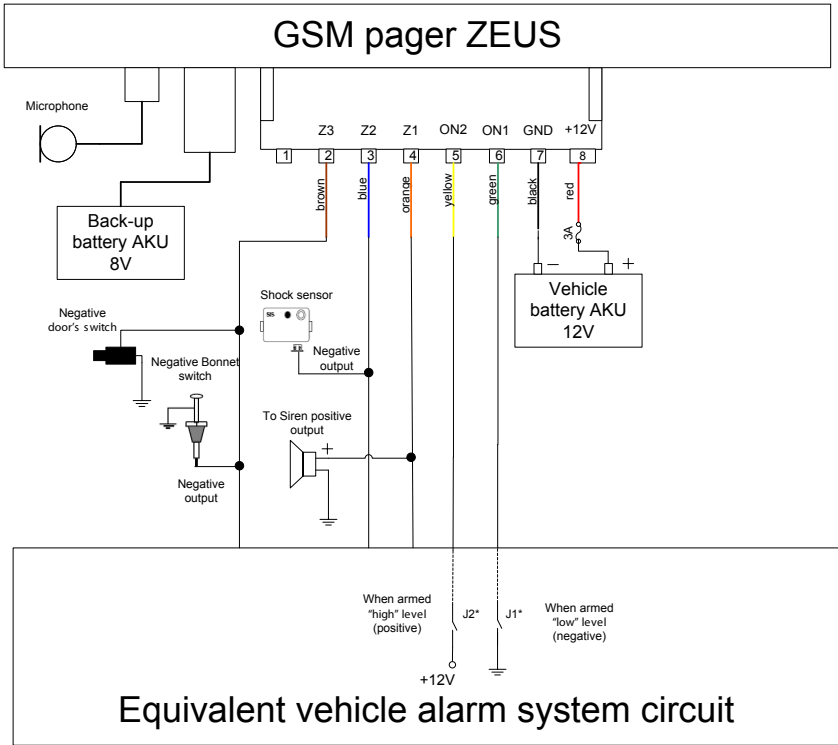 GSM pager ZEUS
Microphone
Z3 Z2 Z1 ON2 ON1 GND +12V
1 2 3 4 5 6 7 8
brown
blue
orange
yellow
green
black
red
3A
Back-up
battery AKU
8V
– +
Vehicle
battery AKU
12V
Negative
door's switch
Shock sensor
SIS
Negative
output
Negative Bonnet
switch
Negative
output
To Siren positive
output
+
When armed
"high" level
(positive)
J2*
J1*
When armed
"low" level
(negative)
+12V
Equivalent vehicle alarm system circuit